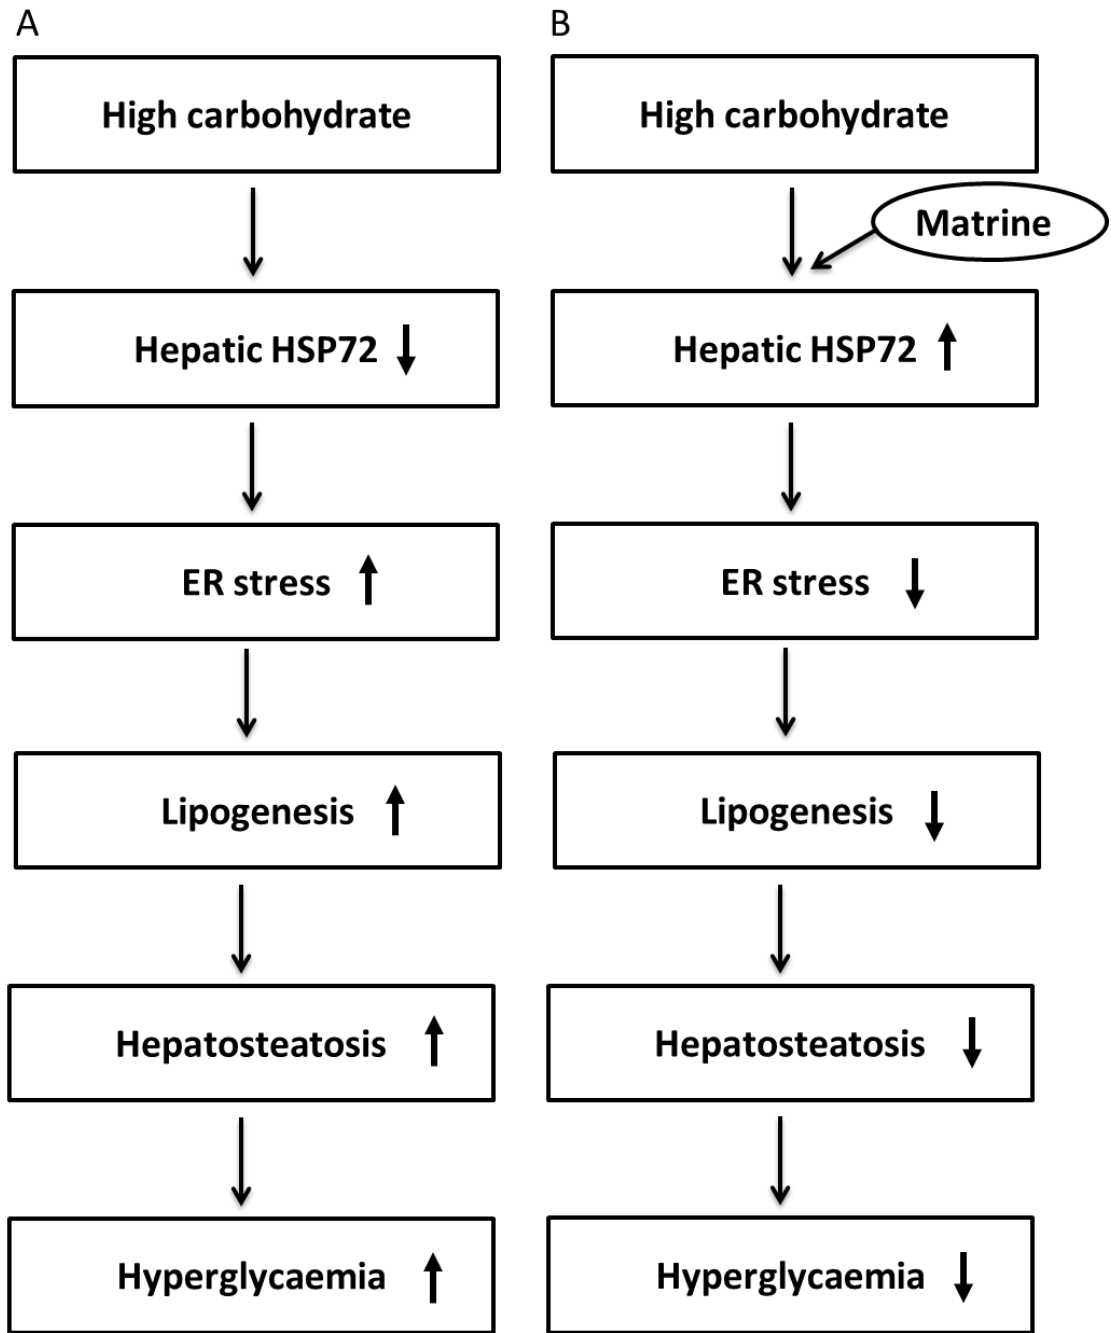 A
High carbohydrate
Hepatic HSP72
ER stress
Lipogenesis
Hepatosteatosis
Hyperglycaemia
B
High carbohydrate
Matrine
Hepatic HSP72
ER stress
Lipogenesis
Hepatosteatosis
Hyperglycaemia